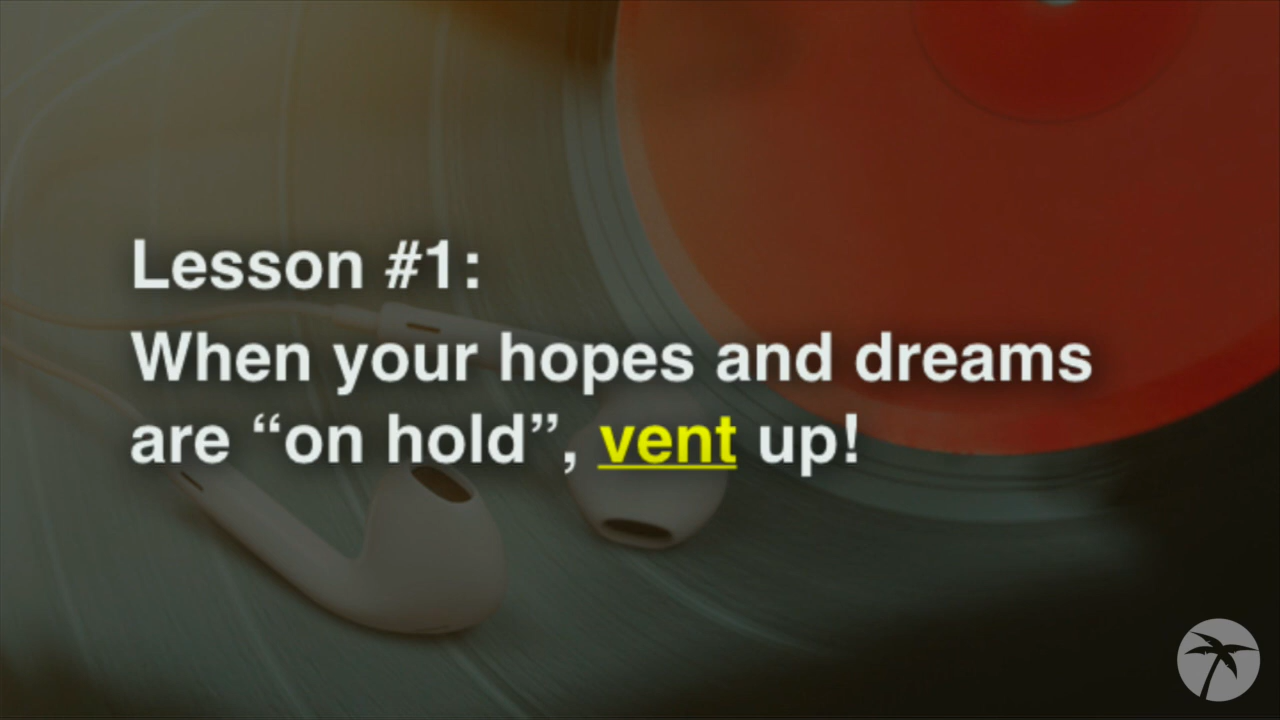 Lesson #1:
When your hopes and dreams
are “on hold”, vent up!